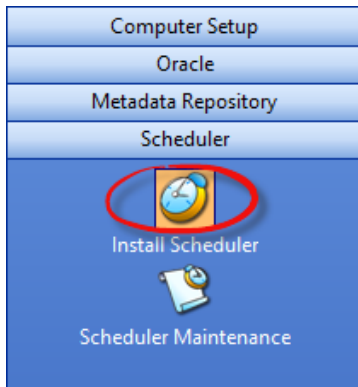 Computer Setup
Oracle
Metadata Repository
Scheduler
Install Scheduler
Scheduler Maintenance